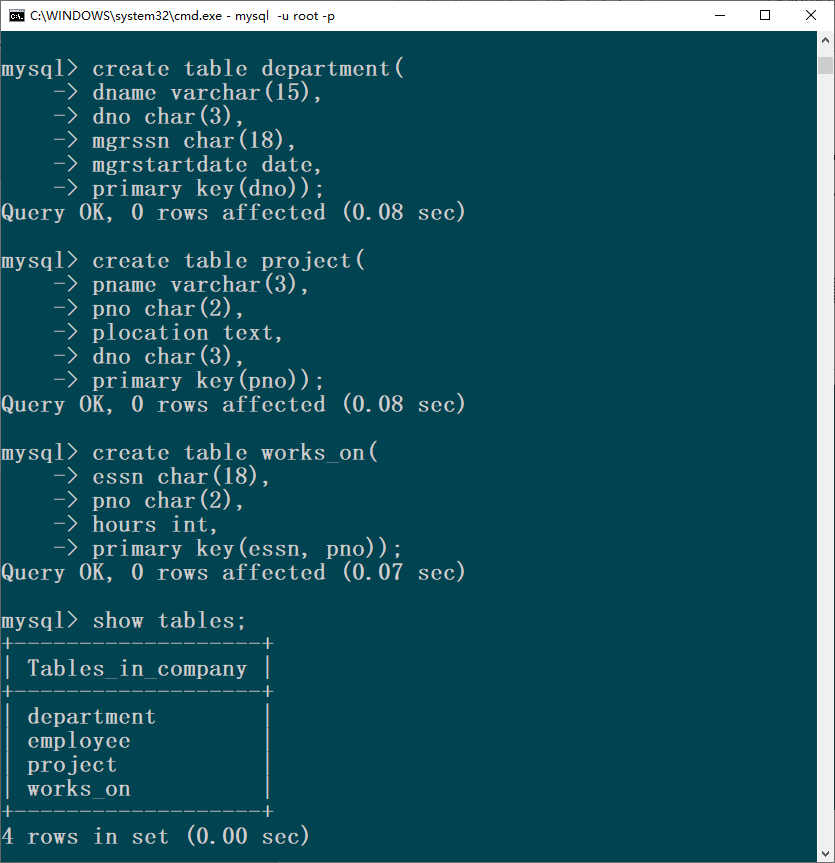 C:\WINDOWS\system32\cmd.exe - mysql  -u root -p
mysql> create table department(
    -> dname varchar(15),
    -> dno char(3),
    -> mgrssn char(18),
    -> mgrstartdate date,
    -> primary key(dno));
Query OK, 0 rows affected (0.08 sec)

mysql> create table project(
    -> pname varchar(3),
    -> pno char(2),
    -> plocation text,
    -> dno char(3),
    -> primary key(pno));
Query OK, 0 rows affected (0.08 sec)

mysql> create table works_on(
    -> essn char(18),
    -> pno char(2),
    -> hours int,
    -> primary key(essn, pno));
Query OK, 0 rows affected (0.07 sec)

mysql> show tables;
+-------------------+
| Tables_in_company |
+-------------------+
| department        |
| employee          |
| project           |
| works_on          |
+-------------------+
4 rows in set (0.00 sec)